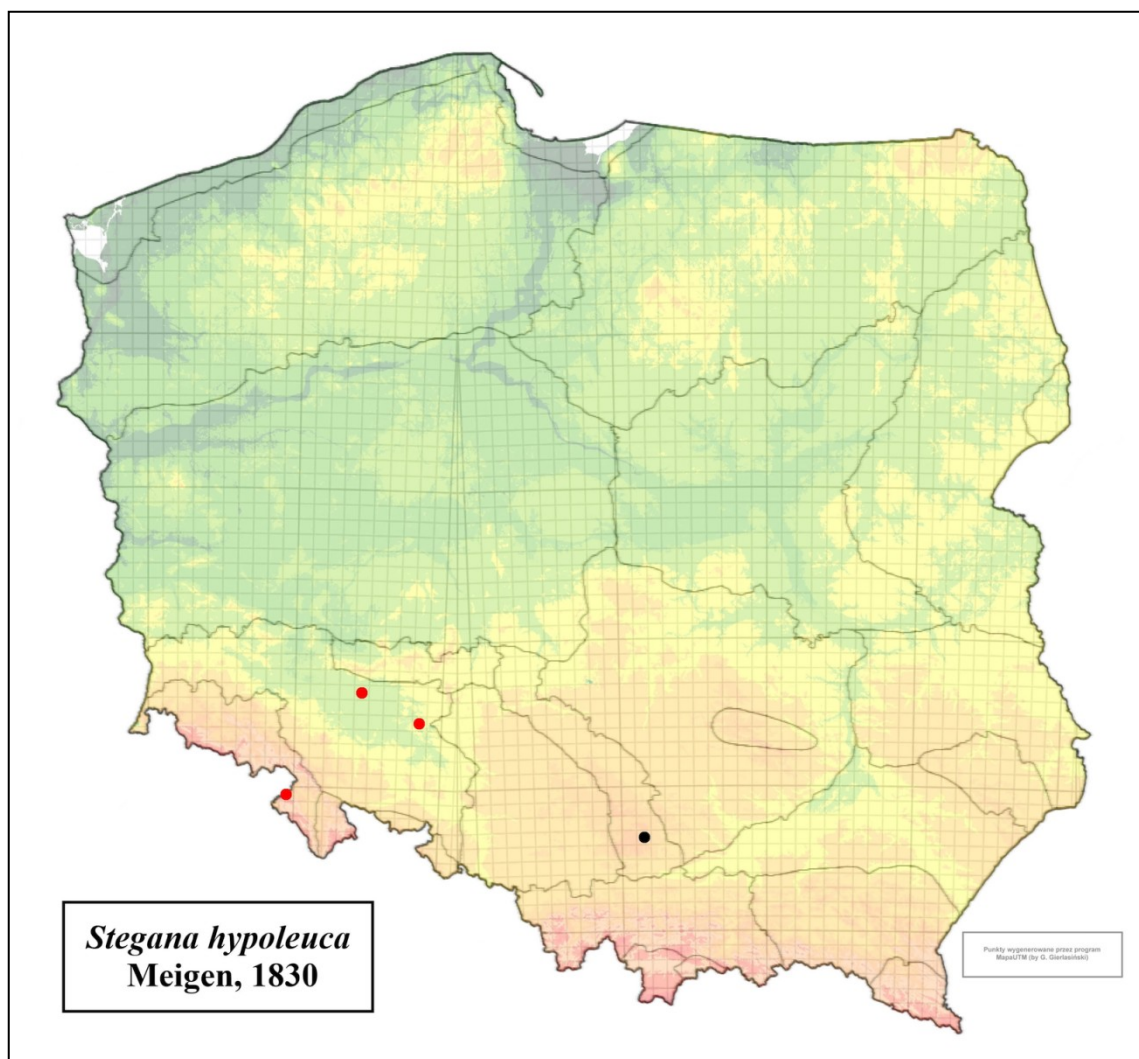 Stegana hypoleuca
Meigen, 1830
Punkty wygenerowane przez program
MapaUTM (by G. Gierlasiński)